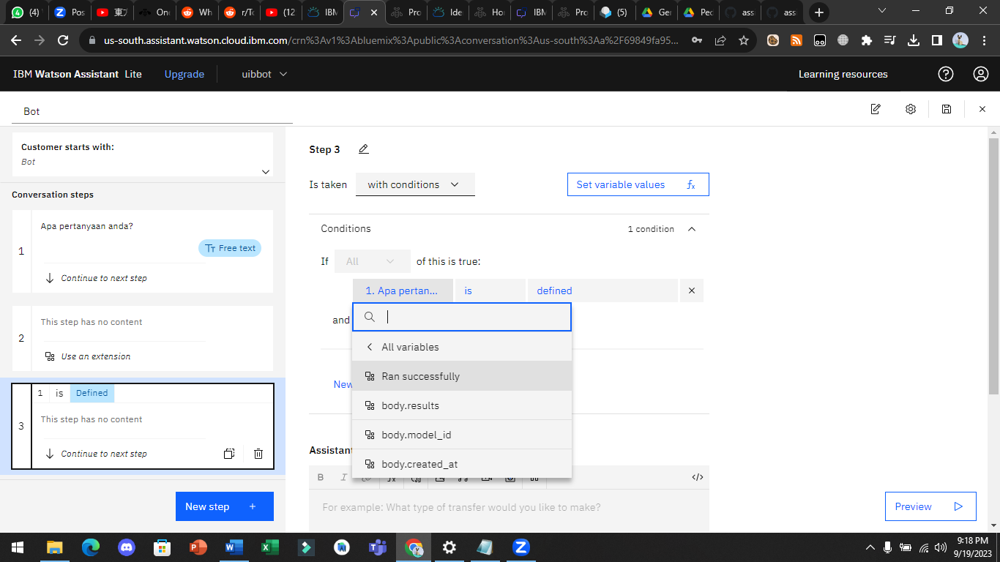 (4)
Pos
東ア
One
Wh
r/To
(12
IBM
Pro
Ide
Ho
IBM
Pro
(5)
Ger
Ped
assi
assi
us-south.assistant.watson.cloud.ibm.com/crn%3Av1%3Abluemix%3Apublic%3Aconversation%3Aus-south%3Aa%2F69849fa95...
IBM Watson Assistant Lite
Upgrade
uibbot
Learning resources
Bot
Customer starts with:
Bot
Conversation steps
1
Apa pertanyaan anda?
Free text
Continue to next step
2
This step has no content
Use an extension
3
1 is Defined
This step has no content
Continue to next step
New step +
Step 3
Is taken with conditions
Set variable values
Conditions
1 condition
If All of this is true:
1. Apa pertan... is defined
and
All variables
Ran successfully
body.results
body.model_id
body.created_at
New
Assistant
B I
For example: What type of transfer would you like to make?
Preview
9:18 PM
9/19/2023